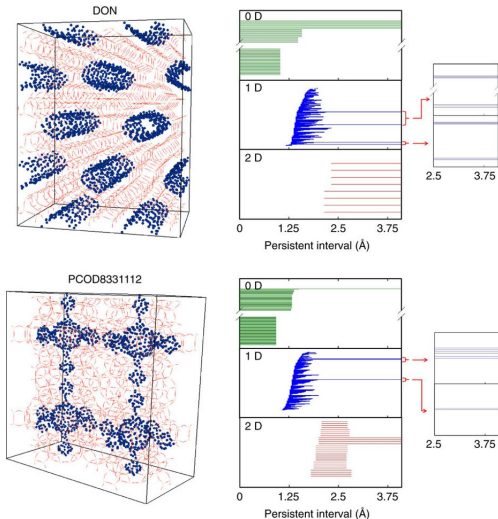 DON
0 D
1 D
2 D
0 1.25 2.5 3.75
Persistent interval (Å)
2.5 3.75
PCOD8331112
0 D
1 D
2 D
0 1.25 2.5 3.75
Persistent interval (Å)
2.5 3.75